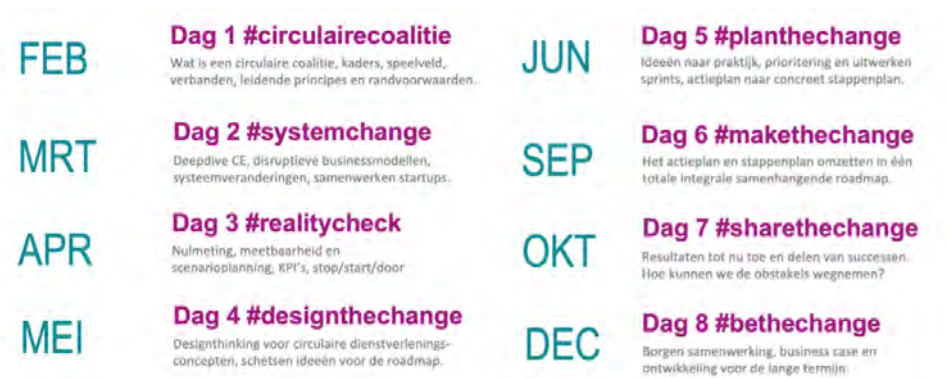 FEB
Dag 1 #circulairecoalitie
Wat is een circulaire coalitie, kaders, speelveld,
verbanden, leidende principes en randvoorwaarden.
MRT
Dag 2 #systemchange
Deepdive CE, disruptieve businessmodellen,
systeemveranderingen, samenwerken startups.
APR
Dag 3 #realitycheck
Nulmeting, meetbaarheid en
scenarioplanning, KPI's, stop/start/door
MEI
Dag 4 #designthechange
Designthinking voor circulaire dienstverlenings-
concepten, schetsen ideeën voor de roadmap.
JUN
Dag 5 #planthechange
Ideeën naar praktijk, prioritering en uitwerken
sprints, actieplan naar concreet stappenplan.
SEP
Dag 6 #makethechange
Het actieplan en stappenplan omzetten in één
totale integrale samenhangende roadmap.
OKT
Dag 7 #sharethechange
Resultaten tot nu toe en delen van successen.
Hoe kunnen we de obstakels wegnemen?
DEC
Dag 8 #bethechange
Borgen samenwerking, business case en
ontwikkeling voor de lange termijn.